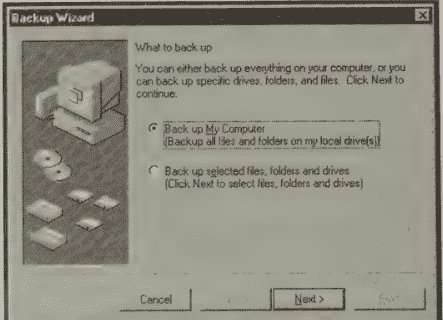 Backup Wizard
What to back up
You can either back up everything on your computer, or you
can back up specific drives, folders, and files. Click Next to
continue.
Back up My Computer
(Backup all files and folders on my local drive(s))
Back up selected files, folders and drives
(Click Next to select files, folders and drives)
Cancel
Next >